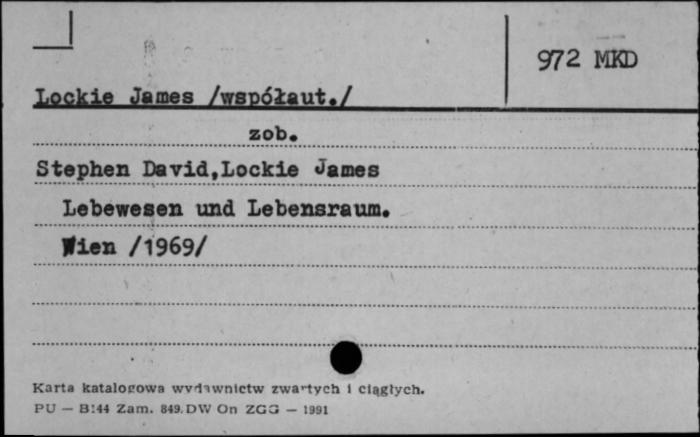 972 MKD
Lockie James /współaut./
zob.
Stephen David,Lockie James
Lebewesen und Lebensraum.
Wien /1969/
Karta katalogowa wydawnictw zwartych i ciągłych.
PU — B:44 Zam. 849. DW On ZGG — 1991